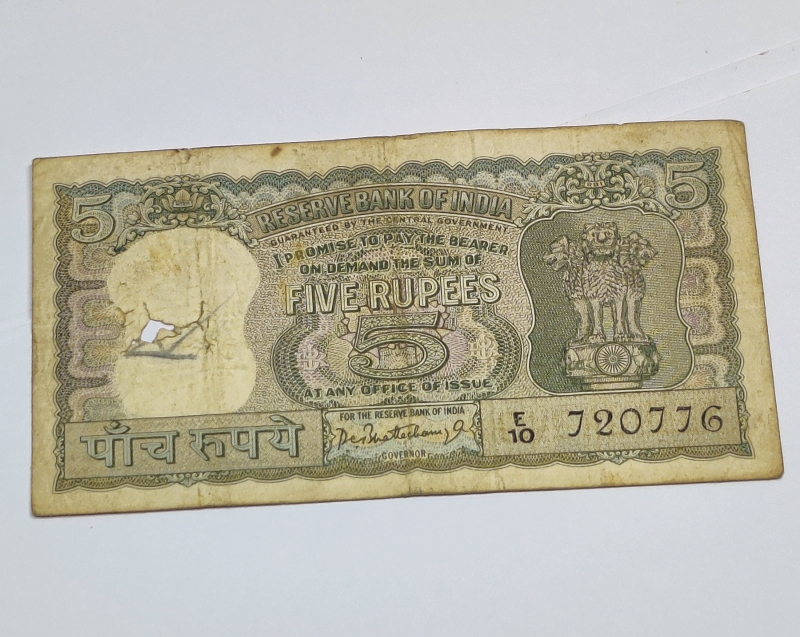 5 5
RESERVE BANK OF INDIA
GUARANTEED BY THE CENTRAL GOVERNMENT
I PROMISE TO PAY THE BEARER
ON DEMAND THE SUM OF
FIVE RUPEES
5
AT ANY OFFICE OF ISSUE
पाँच रुपये
FOR THE RESERVE BANK OF INDIA
GOVERNOR
E
10 720776